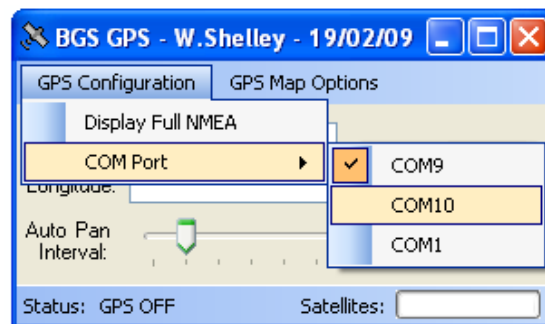 BGS GPS - W.Shelley - 19/02/09
GPS Configuration GPS Map Options
Display Full NMEA
COM Port
COM9
COM10
COM1
Longitude:
Auto Pan
Interval:
Status: GPS OFF Satellites: